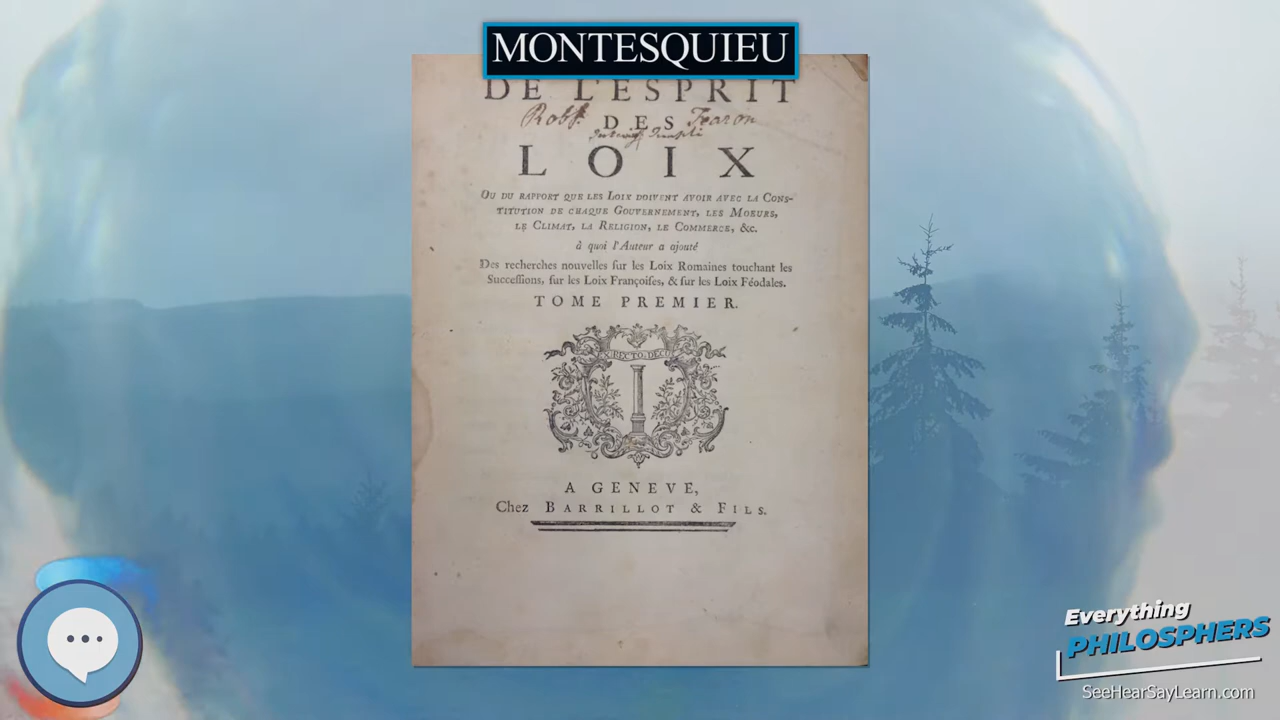 MONTESQUIEU
DE L'ESPRIT
Robt. DES Fearon
LOIX
OU DU RAPPORT QUE LES LOIX DOIVENT AVOIR AVEC LA CONS-
TITUTION DE CHAQUE GOUVERNEMENT, LES MOEURS,
LE CLIMAT, LA RELIGION, LE COMMERCE, &c.
à quoi l'Auteur a ajouté
Des recherches nouvelles sur les Loix Romaines touchant les
Successions, sur les Loix Françoises, & sur les Loix Féodales.
TOME PREMIER.
A GENEVE,
Chez BARRILLOT & FILS.
Everything
PHILOSPHERS
SeeHearSayLearn.com